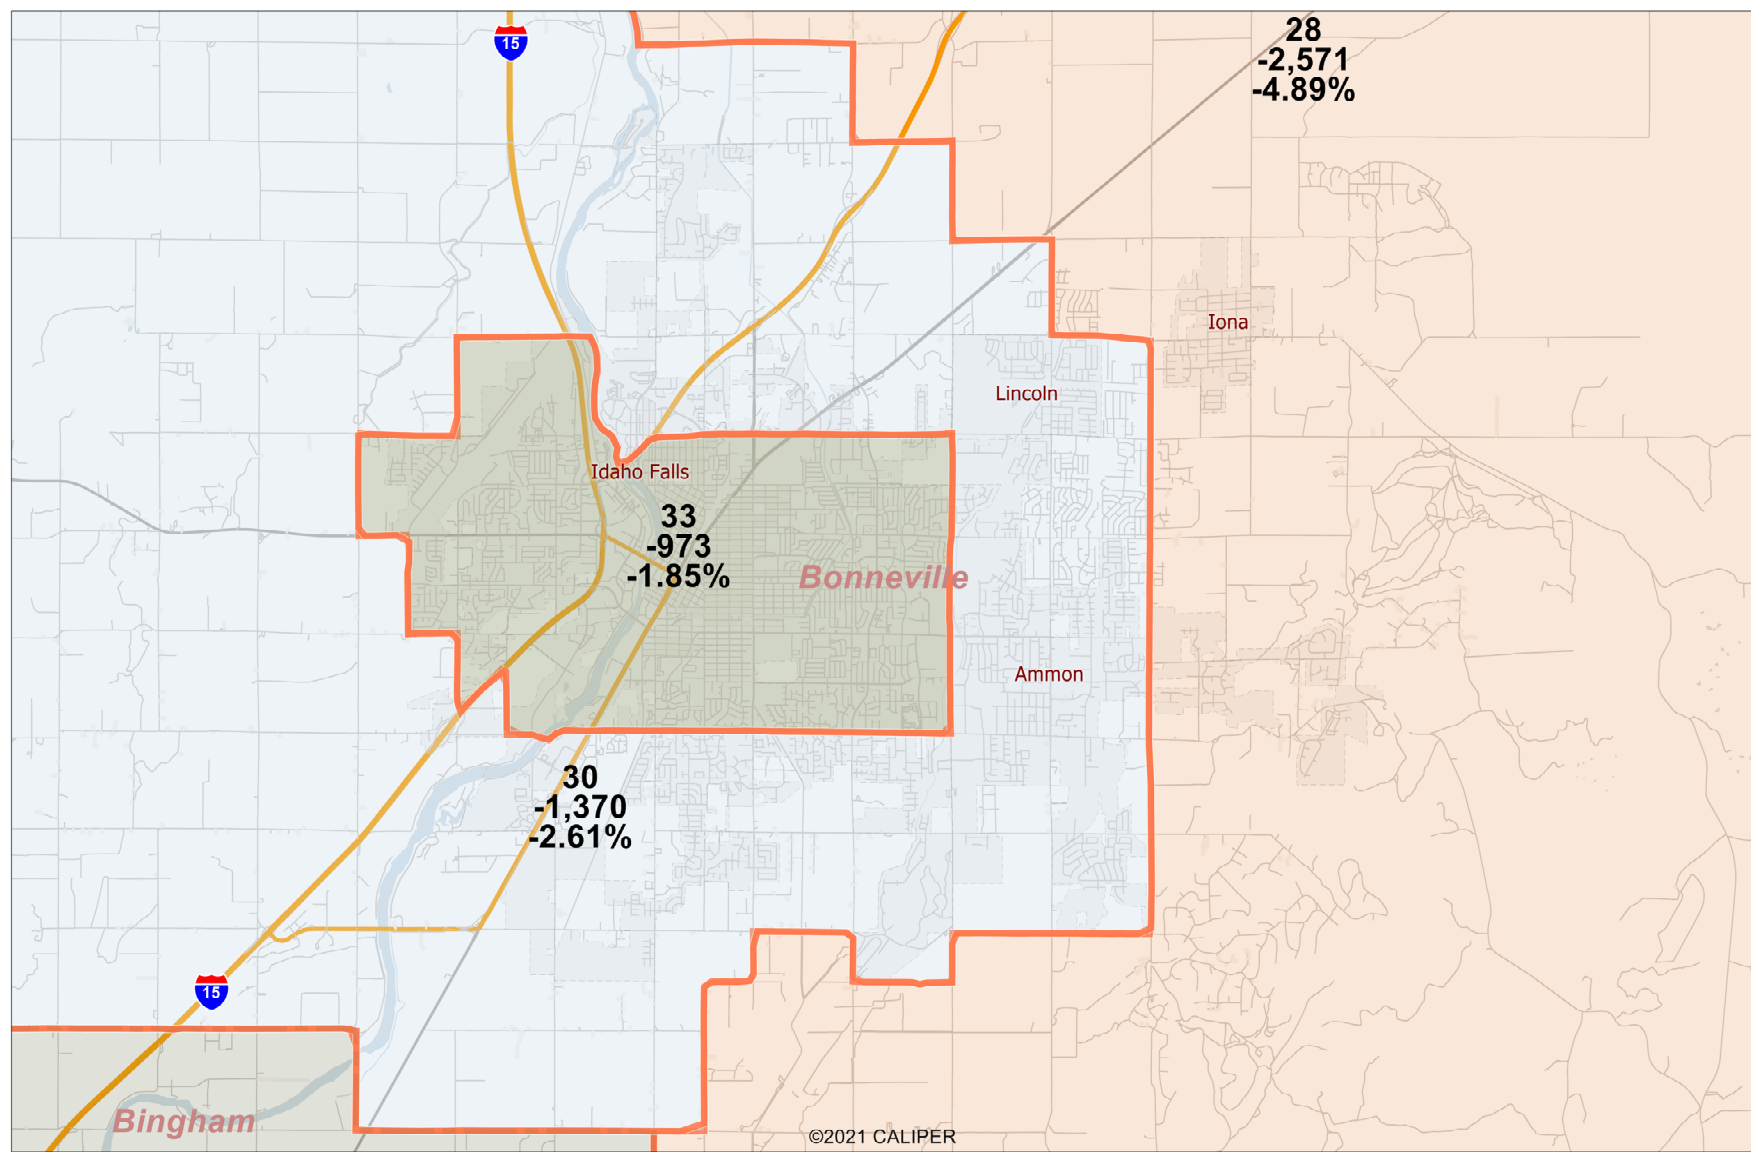 15
28
-2,571
-4.89%
Iona
Lincoln
Idaho Falls
33
-973
-1.85%
Bonneville
Ammon
30
-1,370
-2.61%
15
Bingham
©2021 CALIPER